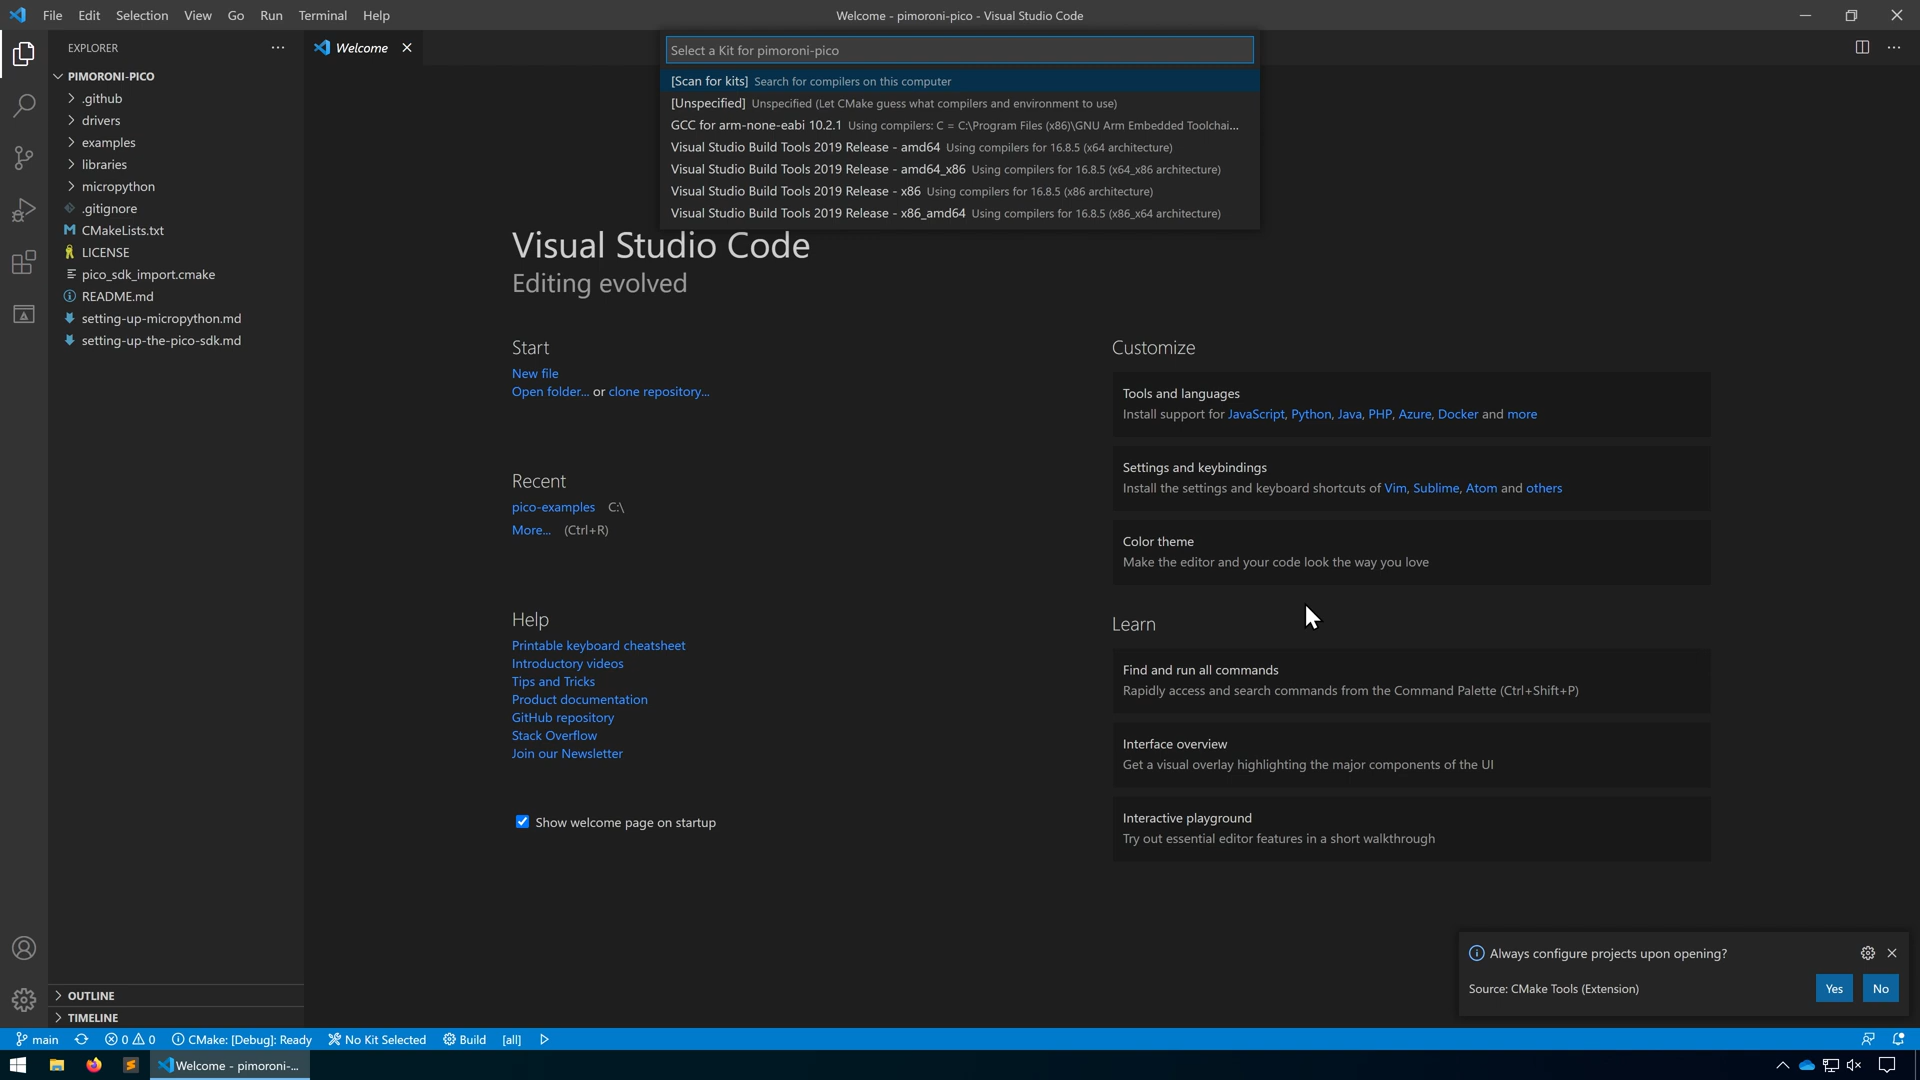 File Edit Selection View Go Run Terminal Help
Welcome - pimoroni-pico - Visual Studio Code
EXPLORER
Welcome
PIMORONI-PICO
.github
drivers
examples
libraries
micropython
.gitignore
CMakeLists.txt
LICENSE
pico_sdk_import.cmake
README.md
setting-up-micropython.md
setting-up-the-pico-sdk.md
OUTLINE
TIMELINE
Select a Kit for pimoroni-pico
[Scan for kits] Search for compilers on this computer
[Unspecified] Unspecified (Let CMake guess what compilers and environment to use)
GCC for arm-none-eabi 10.2.1 Using compilers: C = C:\Program Files (x86)\GNU Arm Embedded Toolchai...
Visual Studio Build Tools 2019 Release - amd64 Using compilers for 16.8.5 (x64 architecture)
Visual Studio Build Tools 2019 Release - amd64_x86 Using compilers for 16.8.5 (x64_x86 architecture)
Visual Studio Build Tools 2019 Release - x86 Using compilers for 16.8.5 (x86 architecture)
Visual Studio Build Tools 2019 Release - x86_amd64 Using compilers for 16.8.5 (x86_x64 architecture)
Visual Studio Code
Editing evolved
Start
New file
Open folder... or clone repository...
Recent
pico-examples C:\
More... (Ctrl+R)
Help
Printable keyboard cheatsheet
Introductory videos
Tips and Tricks
Product documentation
GitHub repository
Stack Overflow
Join our Newsletter
Show welcome page on startup
Customize
Tools and languages
Install support for JavaScript, Python, Java, PHP, Azure, Docker and more
Settings and keybindings
Install the settings and keyboard shortcuts of Vim, Sublime, Atom and others
Color theme
Make the editor and your code look the way you love
Learn
Find and run all commands
Rapidly access and search commands from the Command Palette (Ctrl+Shift+P)
Interface overview
Get a visual overlay highlighting the major components of the UI
Interactive playground
Try out essential editor features in a short walkthrough
Always configure projects upon opening?
Source: CMake Tools (Extension)
Yes No
main 0 0 CMake: [Debug]: Ready No Kit Selected Build [all]
Welcome - pimoroni-...